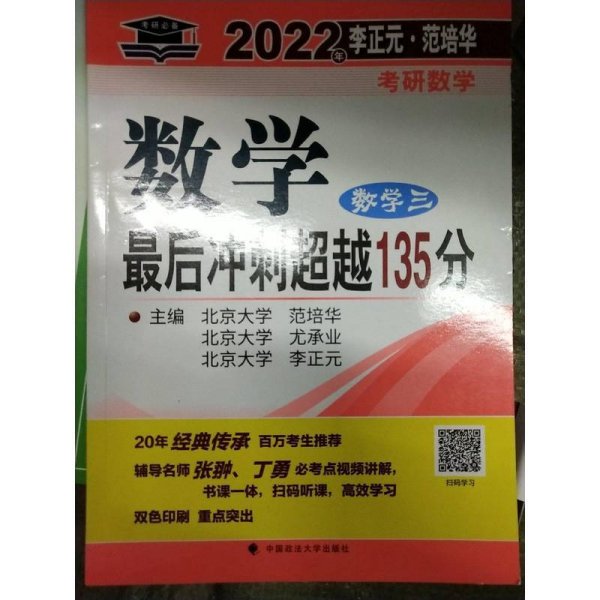 考研必备
2022年 李正元·范培华
考研数学
数学
数学三
最后冲刺超越135分
主编 北京大学 范培华
北京大学 尤承业
北京大学 李正元
20年 经典传承 百万考生推荐
辅导名师 张翀、丁勇 必考点视频讲解，
书课一体，扫码听课，高效学习
扫码学习
双色印刷 重点突出
中国政法大学出版社